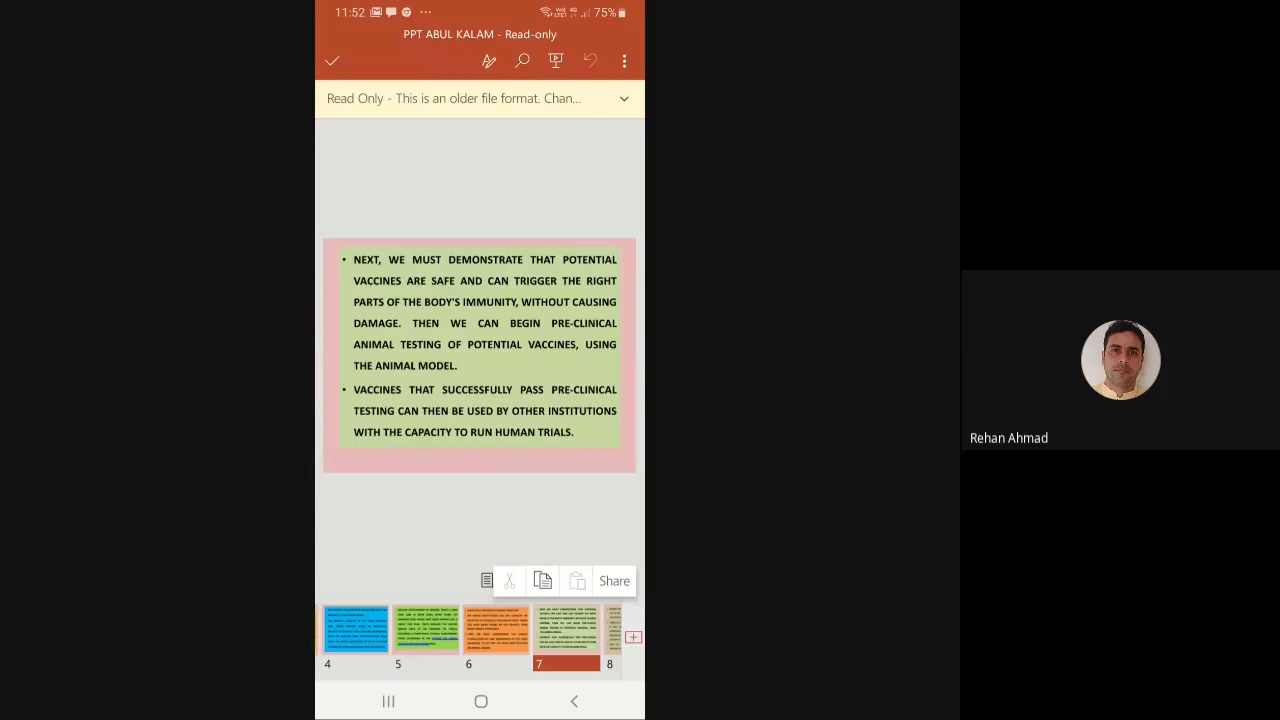 11:52 ··· Vo) LTE1 4G 75%
PPT ABUL KALAM - Read-only
Read Only - This is an older file format. Chan...
• NEXT, WE MUST DEMONSTRATE THAT POTENTIAL
VACCINES ARE SAFE AND CAN TRIGGER THE RIGHT
PARTS OF THE BODY'S IMMUNITY, WITHOUT CAUSING
DAMAGE. THEN WE CAN BEGIN PRE-CLINICAL
ANIMAL TESTING OF POTENTIAL VACCINES, USING
THE ANIMAL MODEL.
• VACCINES THAT SUCCESSFULLY PASS PRE-CLINICAL
TESTING CAN THEN BE USED BY OTHER INSTITUTIONS
WITH THE CAPACITY TO RUN HUMAN TRIALS.
Rehan Ahmad
Share
4 5 6 7 8